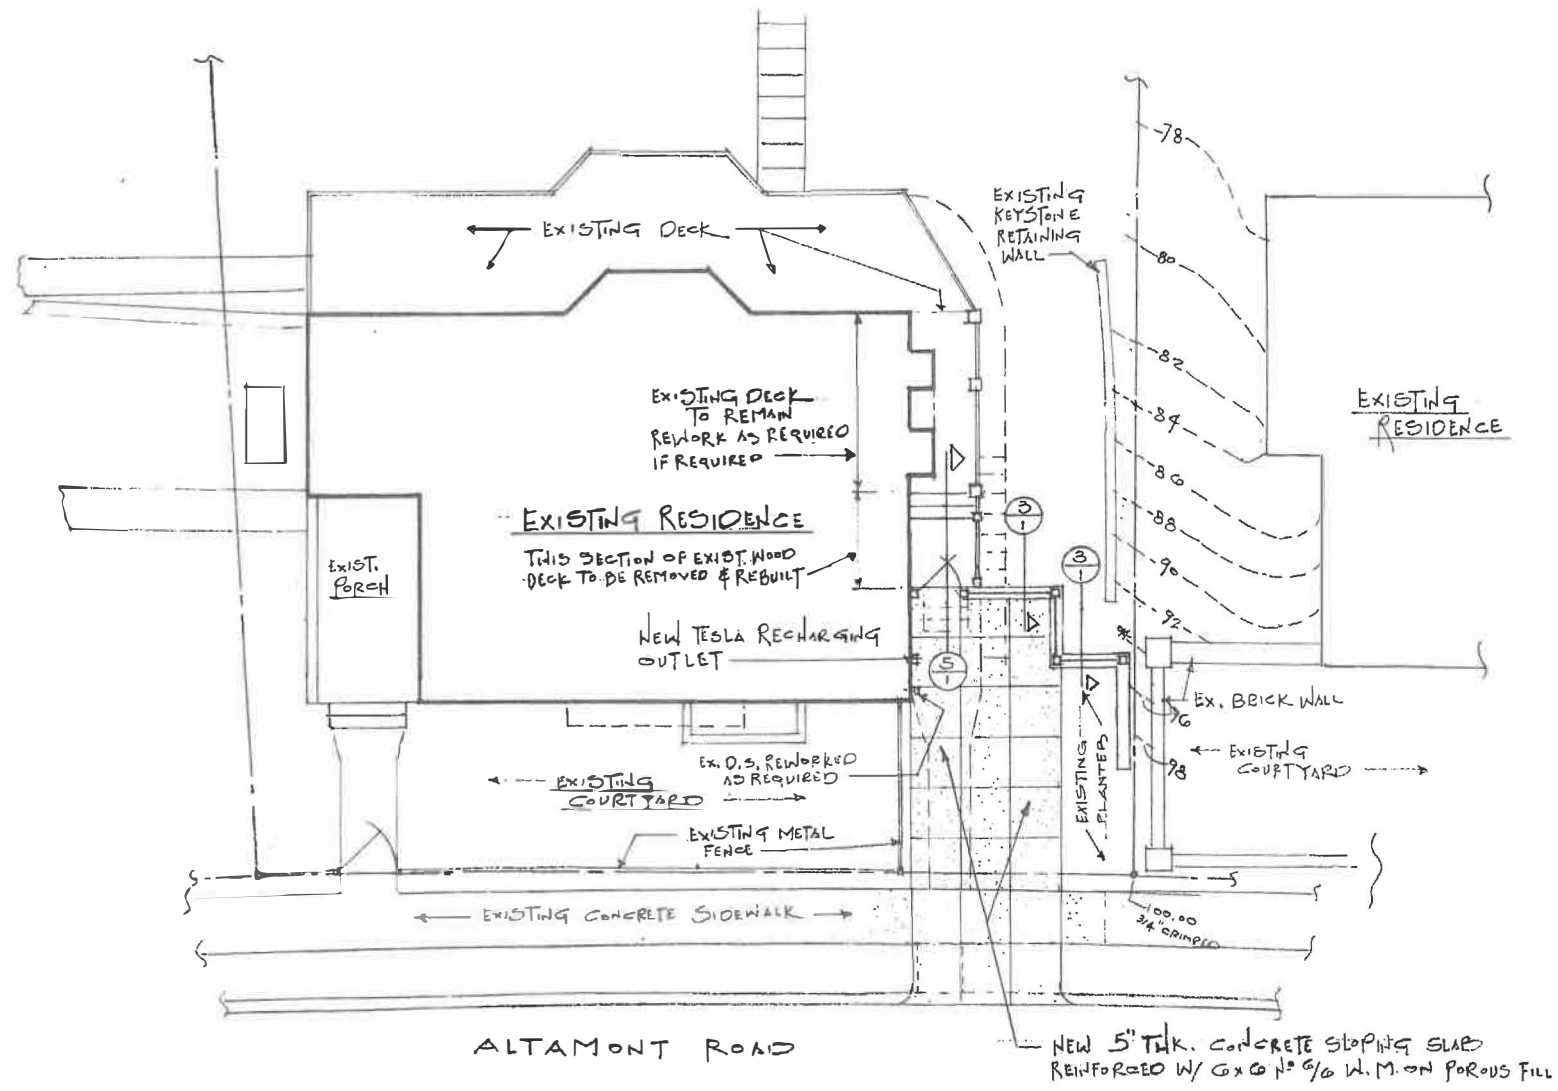 78
EXISTING
KEYSTONE
RETAINING
WALL
EXISTING DECK
80
82
EXISTING DECK
TO REMAIN
REWORK AS REQUIRED
IF REQUIRED
84
EXISTING
RESIDENCE
86
3
1
88
EXISTING RESIDENCE
THIS SECTION OF EXIST. WOOD
DECK TO BE REMOVED & REBUILT
EXIST.
PORCH
3
1
90
92
NEW TESLA RECHARGING
OUTLET
5
1
EX. BRICK WALL
96
EX. D.S. REWORKED
AS REQUIRED
EXISTING
COURTYARD
EXISTING
PLANTER
98
EXISTING
COURTYARD
EXISTING METAL
FENCE
EXISTING CONCRETE SIDEWALK
100.00
3/4" CRIMPED
ALTAMONT ROAD
NEW 5" THK. CONCRETE SLOPING SLAB
REINFORCED W/ 6x6 Nº 6/6 W.M. ON POROUS FILL